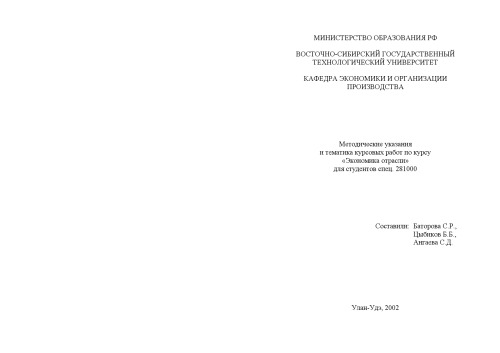 МИНИСТЕРСТВО ОБРАЗОВАНИЯ РФ
ВОСТОЧНО-СИБИРСКИЙ ГОСУДАРСТВЕННЫЙ
ТЕХНОЛОГИЧЕСКИЙ УНИВЕРСИТЕТ
КАФЕДРА ЭКОНОМИКИ И ОРГАНИЗАЦИИ
ПРОИЗВОДСТВА
Методические указания
и тематика курсовых работ по курсу
«Экономика отрасли»
для студентов спец. 281000
Составили: Баторова С.Р.,
Цыбиков Б.Б.,
Ангаева С.Д.
Улан-Удэ, 2002